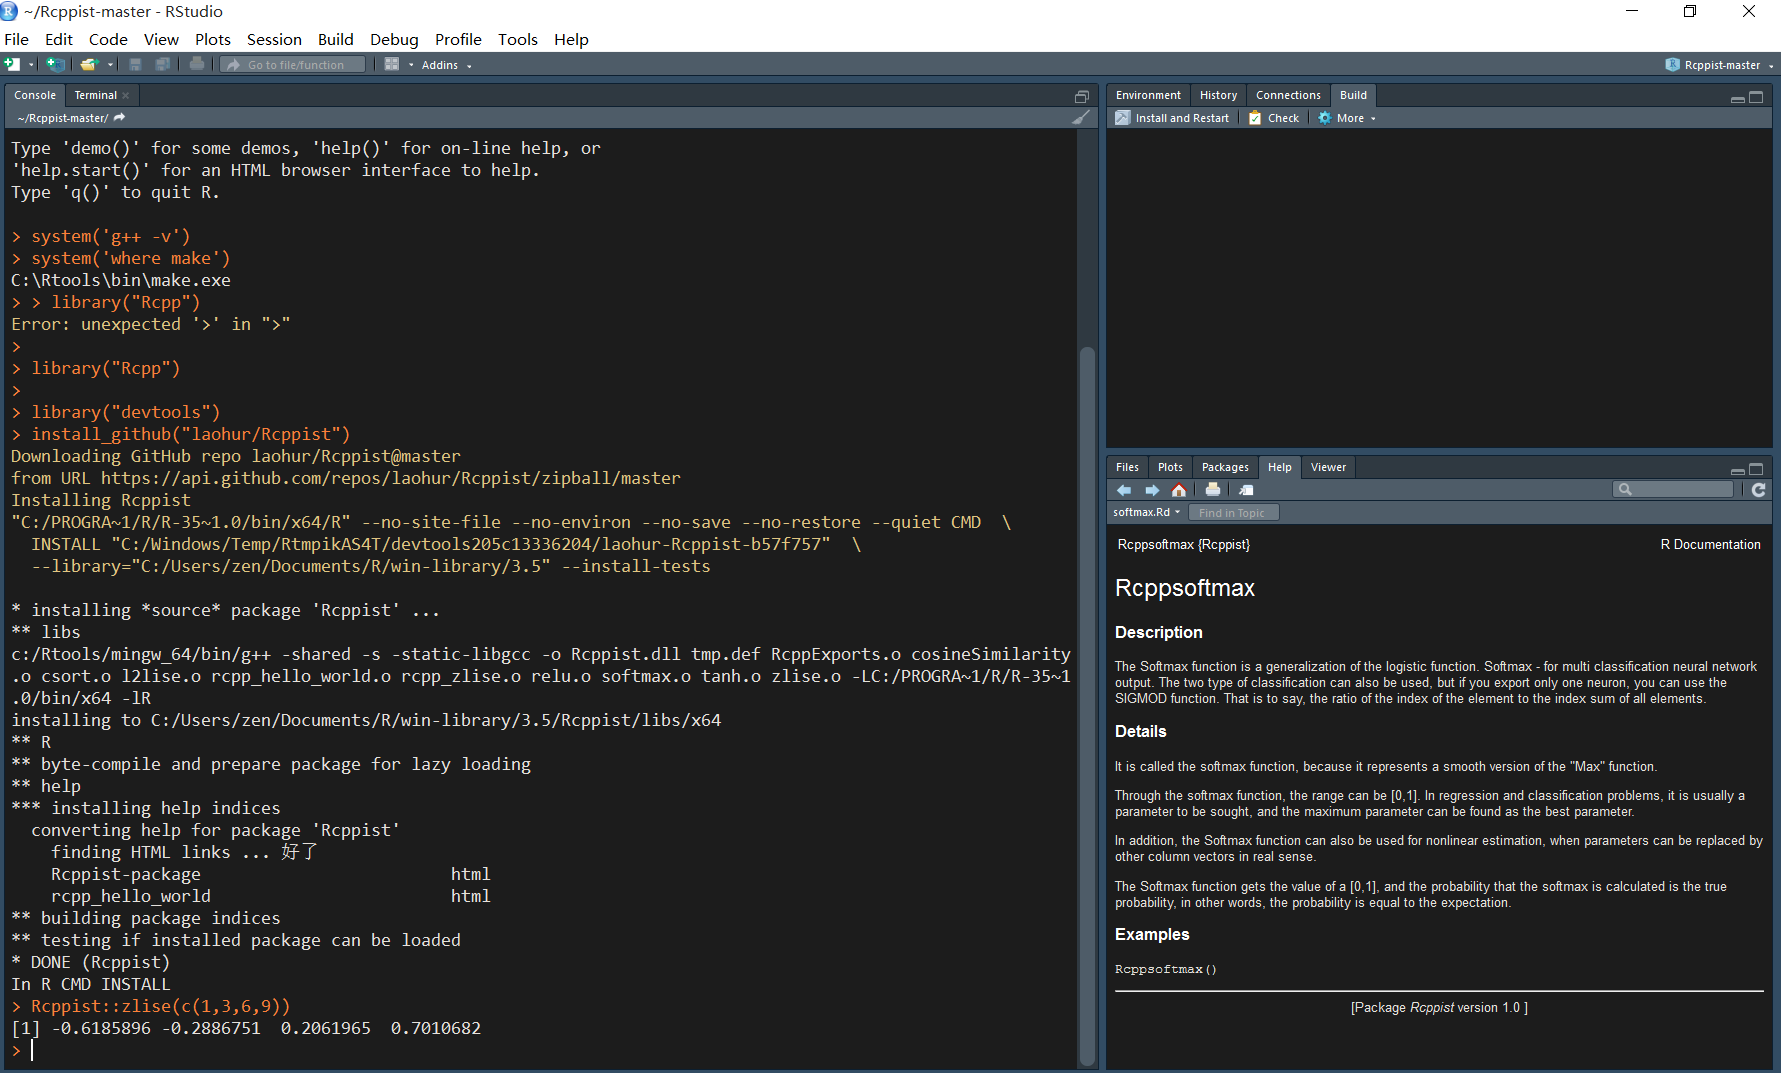 ~/Rcppist-master - RStudio
File Edit Code View Plots Session Build Debug Profile Tools Help
Go to file/function Addins Rcppist-master
Console Terminal
~/Rcppist-master/
Type 'demo()' for some demos, 'help()' for on-line help, or
'help.start()' for an HTML browser interface to help.
Type 'q()' to quit R.
> system('g++ -v')
> system('where make')
C:\Rtools\bin\make.exe
> > library("Rcpp")
Error: unexpected '>' in ">"
>
> library("Rcpp")
>
> library("devtools")
> install_github("laohur/Rcppist")
Downloading GitHub repo laohur/Rcppist@master
from URL https://api.github.com/repos/laohur/Rcppist/zipball/master
Installing Rcppist
"C:/PROGRA~1/R/R-35~1.0/bin/x64/R" --no-site-file --no-environ --no-save --no-restore --quiet CMD \
INSTALL "C:/Windows/Temp/RtmpikAS4T/devtools205c13336204/laohur-Rcppist-b57f757" \
--library="C:/Users/zen/Documents/R/win-library/3.5" --install-tests
* installing *source* package 'Rcppist' ...
** libs
c:/Rtools/mingw_64/bin/g++ -shared -s -static-libgcc -o Rcppist.dll tmp.def RcppExports.o cosineSimilarity
.o csort.o l2lise.o rcpp_hello_world.o rcpp_zlise.o relu.o softmax.o tanh.o zlise.o -LC:/PROGRA~1/R/R-35~1
.0/bin/x64 -lR
installing to C:/Users/zen/Documents/R/win-library/3.5/Rcppist/libs/x64
** R
** byte-compile and prepare package for lazy loading
** help
*** installing help indices
converting help for package 'Rcppist'
finding HTML links ... 好了
Rcppist-package html
rcpp_hello_world html
** building package indices
** testing if installed package can be loaded
* DONE (Rcppist)
In R CMD INSTALL
> Rcppist::zlise(c(1,3,6,9))
[1] -0.6185896 -0.2886751 0.2061965 0.7010682
>
Environment History Connections Build
Install and Restart Check More
Files Plots Packages Help Viewer
softmax.Rd Find in Topic
Rcppsoftmax {Rcppist} R Documentation
Rcppsoftmax
Description
The Softmax function is a generalization of the logistic function. Softmax - for multi classification neural network
output. The two type of classification can also be used, but if you export only one neuron, you can use the
SIGMOD function. That is to say, the ratio of the index of the element to the index sum of all elements.
Details
It is called the softmax function, because it represents a smooth version of the "Max" function.
Through the softmax function, the range can be [0,1]. In regression and classification problems, it is usually a
parameter to be sought, and the maximum parameter can be found as the best parameter.
In addition, the Softmax function can also be used for nonlinear estimation, when parameters can be replaced by
other column vectors in real sense.
The Softmax function gets the value of a [0,1], and the probability that the softmax is calculated is the true
probability, in other words, the probability is equal to the expectation.
Examples
Rcppsoftmax()
[Package Rcppist version 1.0 ]